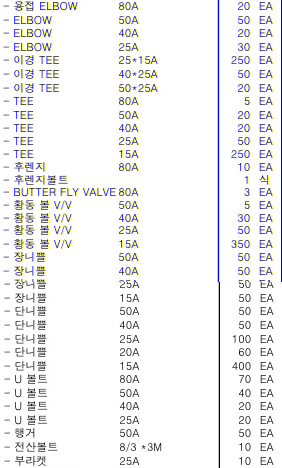 - 용접 ELBOW 80A 20 EA
- ELBOW 50A 50 EA
- ELBOW 40A 20 EA
- ELBOW 25A 30 EA
- 이경 TEE 25*15A 250 EA
- 이경 TEE 40*25A 50 EA
- 이경 TEE 50*25A 20 EA
- TEE 80A 5 EA
- TEE 50A 20 EA
- TEE 40A 20 EA
- TEE 25A 50 EA
- TEE 15A 250 EA
- 후렌지 80A 10 EA
- 후렌지볼트 1 식
- BUTTER FLY VALVE 80A 3 EA
- 황동 볼 V/V 50A 5 EA
- 황동 볼 V/V 40A 30 EA
- 황동 볼 V/V 25A 50 EA
- 황동 볼 V/V 15A 350 EA
- 장니쁠 50A 50 EA
- 장니쁠 40A 50 EA
- 장니쁠 25A 50 EA
- 장니쁠 15A 50 EA
- 단니쁠 50A 50 EA
- 단니쁠 40A 50 EA
- 단니쁠 25A 100 EA
- 단니쁠 20A 60 EA
- 단니쁠 15A 400 EA
- U 볼트 80A 70 EA
- U 볼트 50A 40 EA
- U 볼트 40A 20 EA
- U 볼트 25A 20 EA
- 행거 50A 50 EA
- 전산볼트 8/3 *3M 10 EA
- 부라켓 25A 10 EA